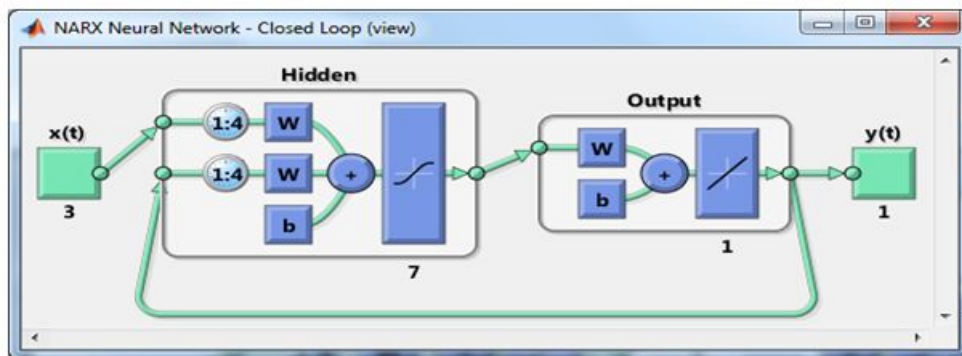 NARX Neural Network - Closed Loop (view)
Hidden
Output
x(t)
1:4
W
W
y(t)
1:4
W
+
+
b
b
3
1
1
7